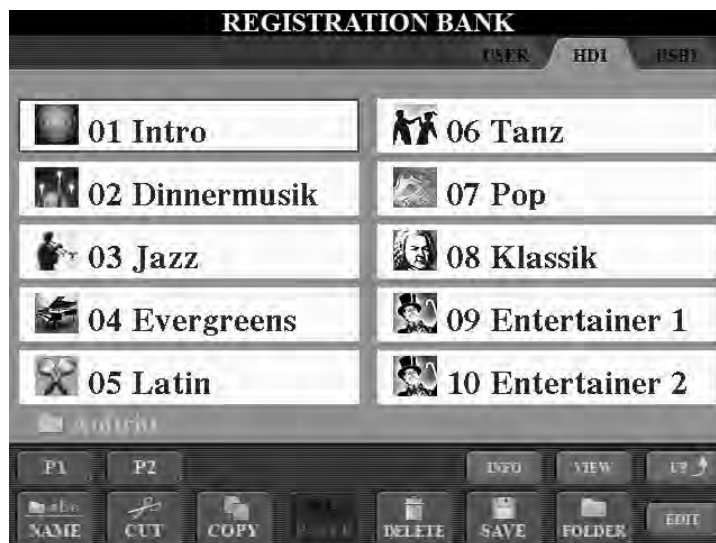 REGISTRATION BANK
USER HD1 USB1
01 Intro
02 Dinnermusik
03 Jazz
04 Evergreens
05 Latin
06 Tanz
07 Pop
08 Klassik
09 Entertainer 1
10 Entertainer 2
P1 P2 INFO VIEW UP
abc
NAME CUT COPY DELETE SAVE FOLDER EDIT